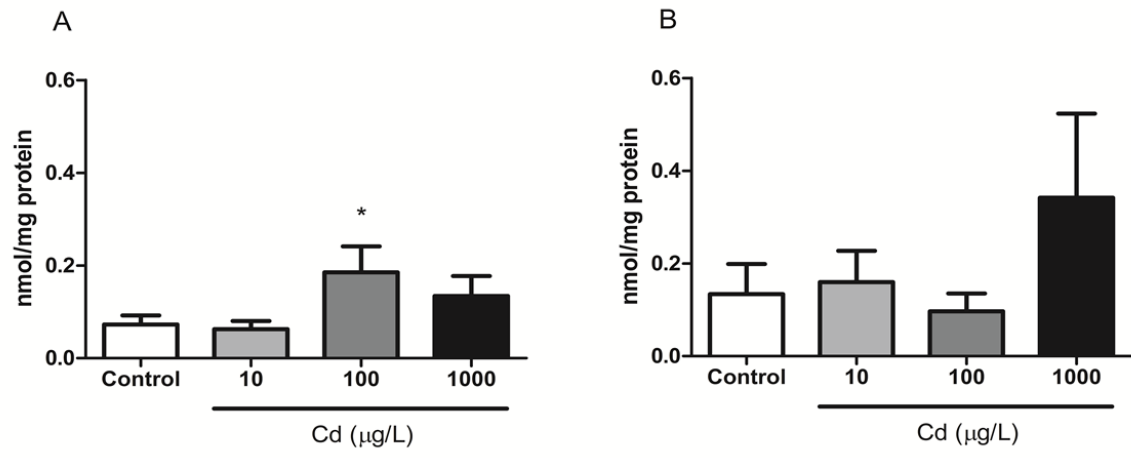 A
nmol/mg protein
0.6
0.4
0.2
0.0
*
Control 10 100 1000
Cd (μg/L)
B
nmol/mg protein
0.6
0.4
0.2
0.0
Control 10 100 1000
Cd (μg/L)